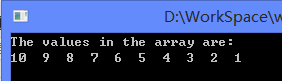 D:\WorkSpace\w
The values in the array are:
10 9 8 7 6 5 4 3 2 1